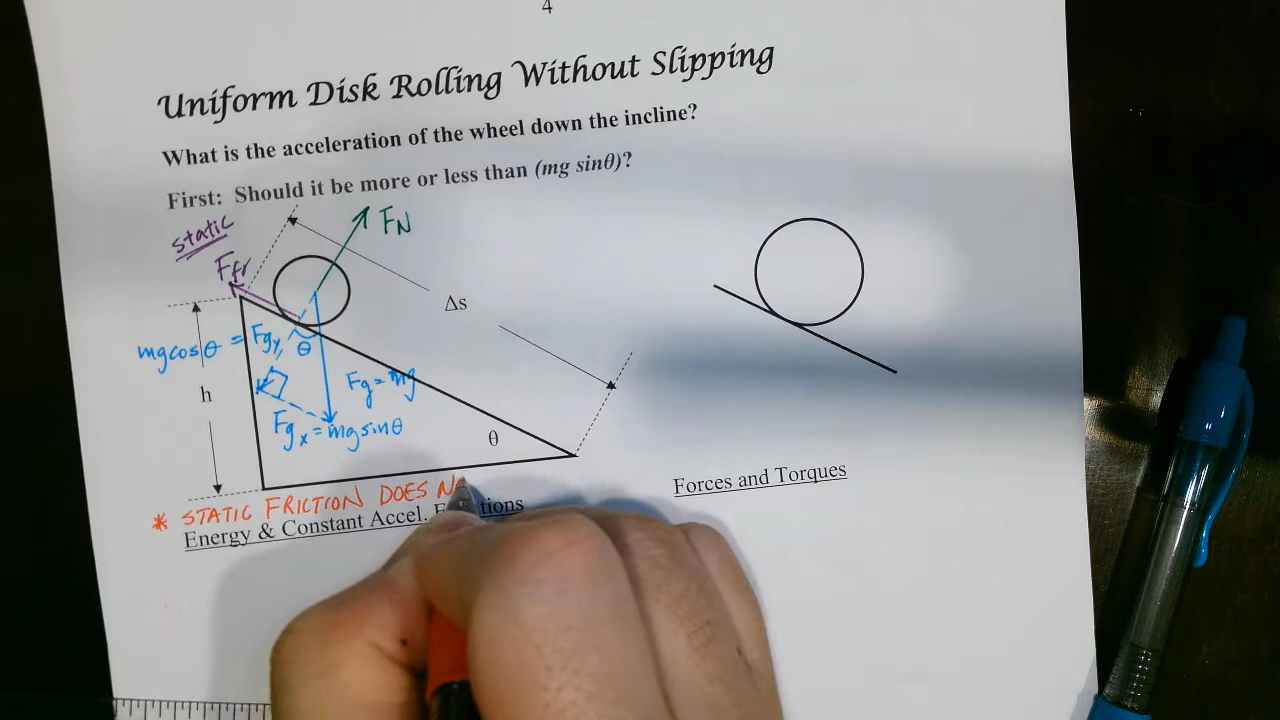 4
Uniform Disk Rolling Without Slipping
What is the acceleration of the wheel down the incline?
First: Should it be more or less than (mg sinθ)?
static
Ffr
FN
Δs
mgcosθ = Fgy
θ
Fg = mg
h
Fgx = mgsinθ
θ
* STATIC FRICTION DOES
Energy & Constant Accel.
Forces and Torques